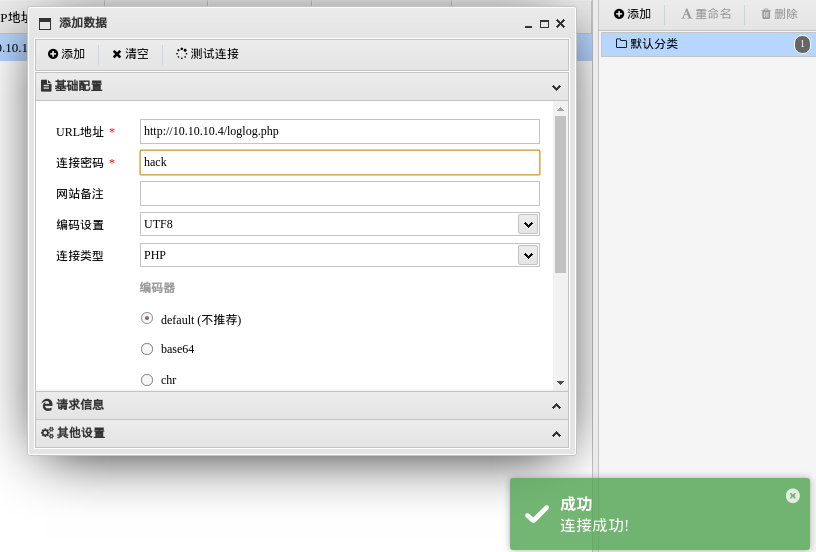 P地址
添加数据
添加 清空 测试连接
基础配置
URL地址 * http://10.10.10.4/loglog.php
连接密码 * hack
网站备注
编码设置 UTF8
连接类型 PHP
编码器
default (不推荐)
base64
chr
请求信息
其他设置
0.10.1
添加 重命名 删除
默认分类 1
成功
连接成功!